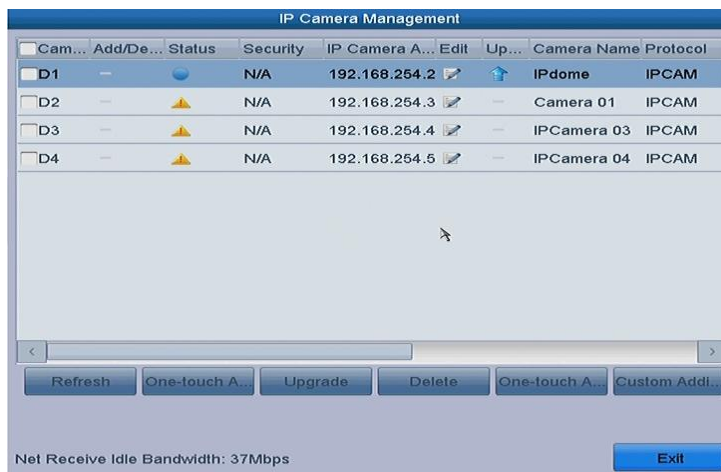 IP Camera Management
Cam... Add/De... Status Security IP Camera A... Edit Up... Camera Name Protocol
D1 — N/A 192.168.254.2 IPdome IPCAM
D2 — N/A 192.168.254.3 — Camera 01 IPCAM
D3 — N/A 192.168.254.4 — IPCamera 03 IPCAM
D4 — N/A 192.168.254.5 — IPCamera 04 IPCAM
Refresh One-touch A... Upgrade Delete One-touch A... Custom Addi...
Net Receive Idle Bandwidth: 37Mbps Exit